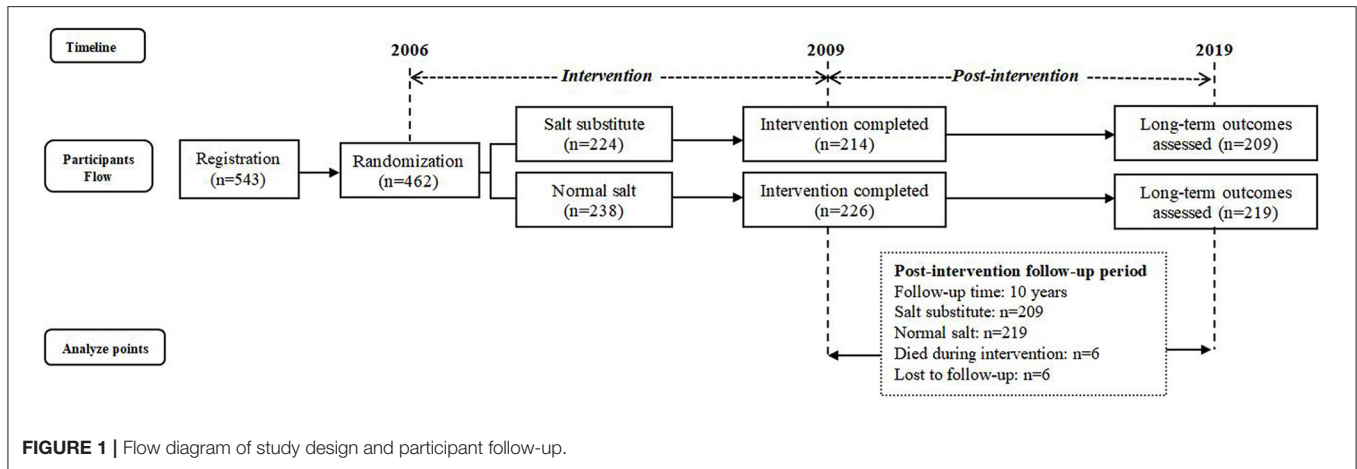 Timeline
2006
2009
2019
Intervention
Post-intervention
Participants
Flow
Registration
(n=543)
Randomization
(n=462)
Salt substitute
(n=224)
Intervention completed
(n=214)
Long-term outcomes
assessed (n=209)
Normal salt
(n=238)
Intervention completed
(n=226)
Long-term outcomes
assessed (n=219)
Analyze points
Post-intervention follow-up period
Follow-up time: 10 years
Salt substitute: n=209
Normal salt: n=219
Died during intervention: n=6
Lost to follow-up: n=6
FIGURE 1 | Flow diagram of study design and participant follow-up.